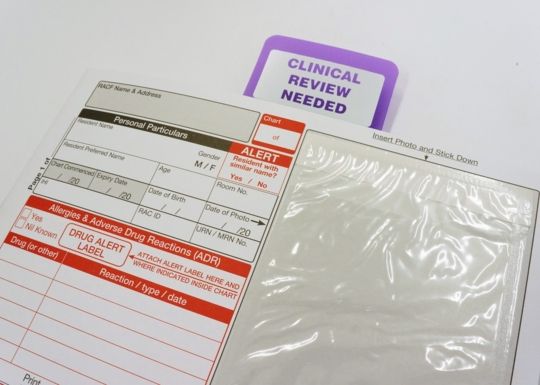 CLINICAL
REVIEW
NEEDED
RACF Name & Address
Chart
of
Personal Particulars
ALERT
Resident with
similar name?
Yes / No
Resident Name
Gender
M / F
Resident Preferred Name
Age
Room No.
Page 1 of
Chart Commenced
Expiry Date
Date of Birth
Date of Photo
/ /20
/ /20
/ /
/ /20
RAC ID
URN / MRN No.
Insert Photo and Stick Down
Allergies & Adverse Drug Reactions (ADR)
Yes
Nil Known
DRUG ALERT
LABEL
ATTACH ALERT LABEL HERE AND
WHERE INDICATED INSIDE CHART
Drug (or other)
Reaction / type / date
Print